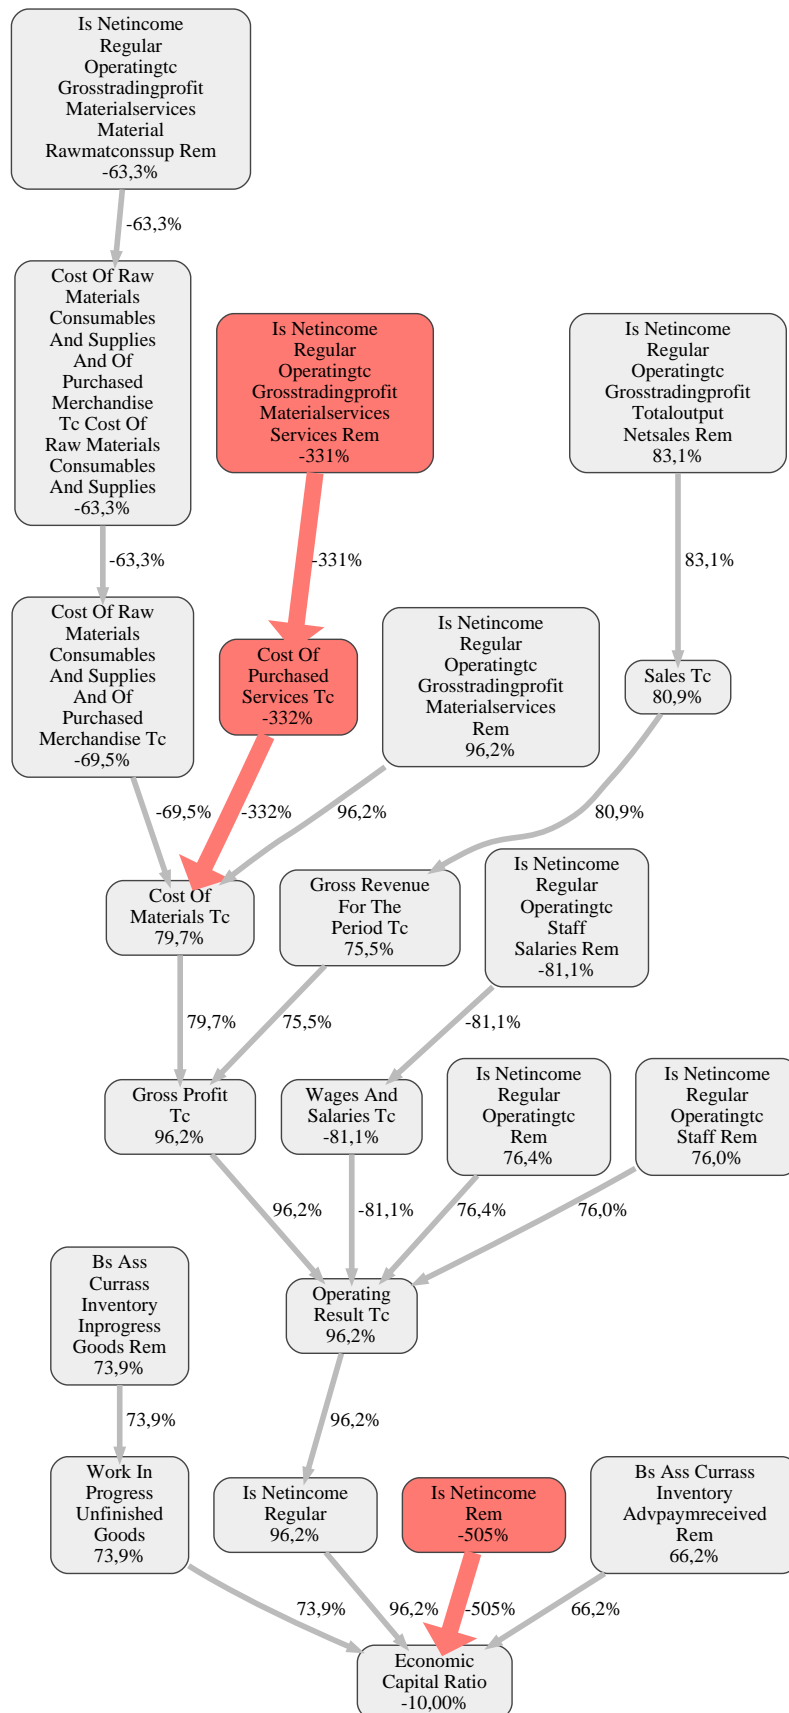 Is Netincome
Regular
Operatingtc
Grosstradingprofit
Materialservices
Material
Rawmatconssup Rem
-63,3%
-63,3%
Cost Of Raw
Materials
Consumables
And Supplies
And Of
Purchased
Merchandise
Tc Cost Of
Raw Materials
Consumables
And Supplies
-63,3%
Is Netincome
Regular
Operatingtc
Grosstradingprofit
Materialservices
Services Rem
-331%
Is Netincome
Regular
Operatingtc
Grosstradingprofit
Totaloutput
Netsales Rem
83,1%
-63,3%
-331%
83,1%
Cost Of Raw
Materials
Consumables
And Supplies
And Of
Purchased
Merchandise Tc
-69,5%
Cost Of
Purchased
Services Tc
-332%
Is Netincome
Regular
Operatingtc
Grosstradingprofit
Materialservices
Rem
96,2%
Sales Tc
80,9%
-69,5%
-332%
96,2%
80,9%
Cost Of
Materials Tc
79,7%
Gross Revenue
For The
Period Tc
75,5%
Is Netincome
Regular
Operatingtc
Staff
Salaries Rem
-81,1%
79,7%
75,5%
-81,1%
Gross Profit
Tc
96,2%
Wages And
Salaries Tc
-81,1%
Is Netincome
Regular
Operatingtc
Rem
76,4%
Is Netincome
Regular
Operatingtc
Staff Rem
76,0%
96,2%
-81,1%
76,4%
76,0%
Bs Ass
Currass
Inventory
Inprogress
Goods Rem
73,9%
Operating
Result Tc
96,2%
73,9%
96,2%
Work In
Progress
Unfinished
Goods
73,9%
Is Netincome
Regular
96,2%
Is Netincome
Rem
-505%
Bs Ass Currass
Inventory
Advpaymreceived
Rem
66,2%
73,9%
96,2%
-505%
66,2%
Economic
Capital Ratio
-10,00%